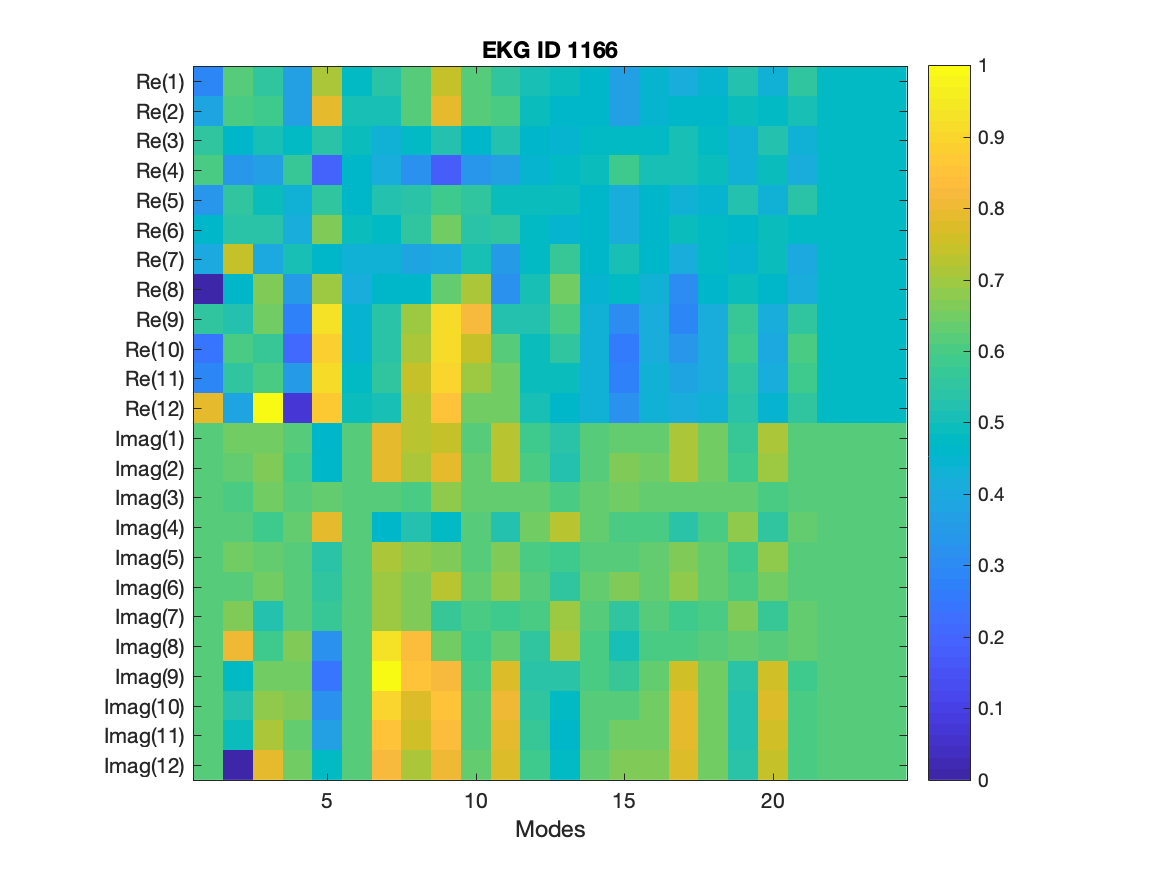 EKG ID 1166
Re(1)
Re(2)
Re(3)
Re(4)
Re(5)
Re(6)
Re(7)
Re(8)
Re(9)
Re(10)
Re(11)
Re(12)
Imag(1)
Imag(2)
Imag(3)
Imag(4)
Imag(5)
Imag(6)
Imag(7)
Imag(8)
Imag(9)
Imag(10)
Imag(11)
Imag(12)
5 10 15 20
Modes
1
0.9
0.8
0.7
0.6
0.5
0.4
0.3
0.2
0.1
0